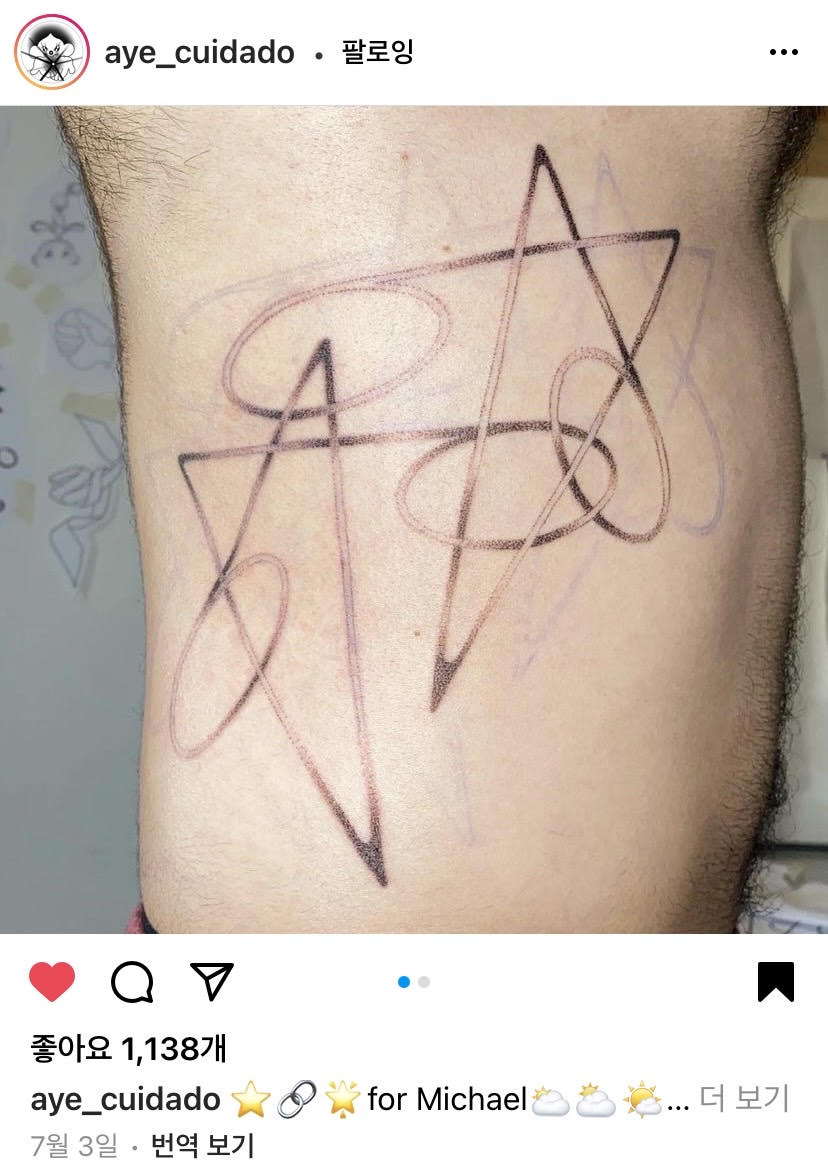 aye_cuidado • 팔로잉
좋아요 1,138개
aye_cuidado ⭐🔗🌟for Michael🌥️🌥️🌤️... 더 보기
7월 3일 · 번역 보기